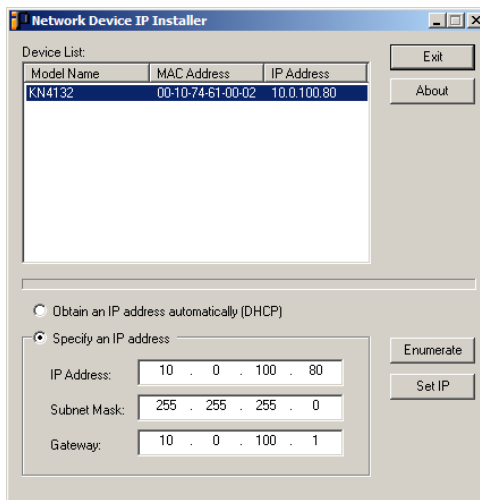 Network Device IP Installer
Device List:
Exit
Model Name MAC Address IP Address
KN4132 00-10-74-61-00-02 10.0.100.80
About
Obtain an IP address automatically (DHCP)
Specify an IP address
Enumerate
IP Address: 10 . 0 . 100 . 80
Set IP
Subnet Mask: 255 . 255 . 255 . 0
Gateway: 10 . 0 . 100 . 1